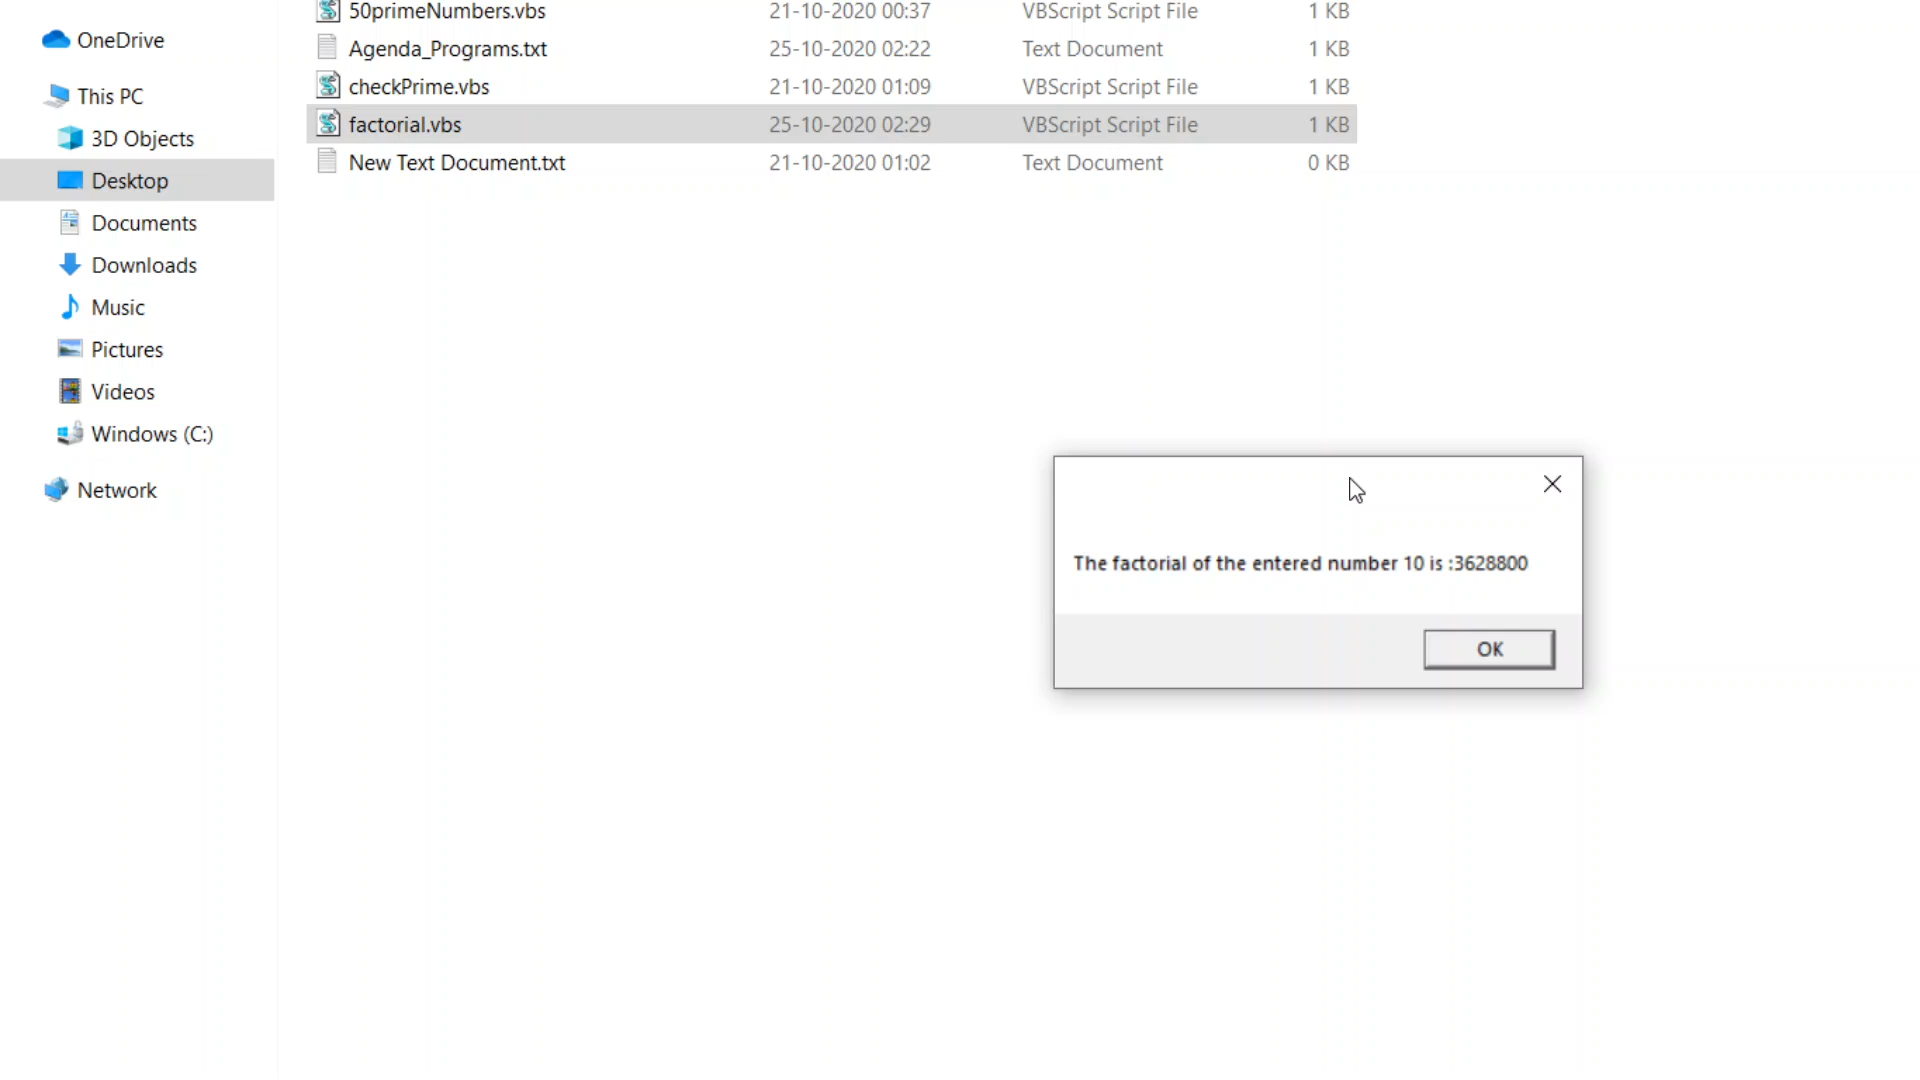 OneDrive
This PC
3D Objects
Desktop
Documents
Downloads
Music
Pictures
Videos
Windows (C:)
Network
50primeNumbers.vbs 21-10-2020 00:37 VBScript Script File 1 KB
Agenda_Programs.txt 25-10-2020 02:22 Text Document 1 KB
checkPrime.vbs 21-10-2020 01:09 VBScript Script File 1 KB
factorial.vbs 25-10-2020 02:29 VBScript Script File 1 KB
New Text Document.txt 21-10-2020 01:02 Text Document 0 KB
The factorial of the entered number 10 is :3628800
OK